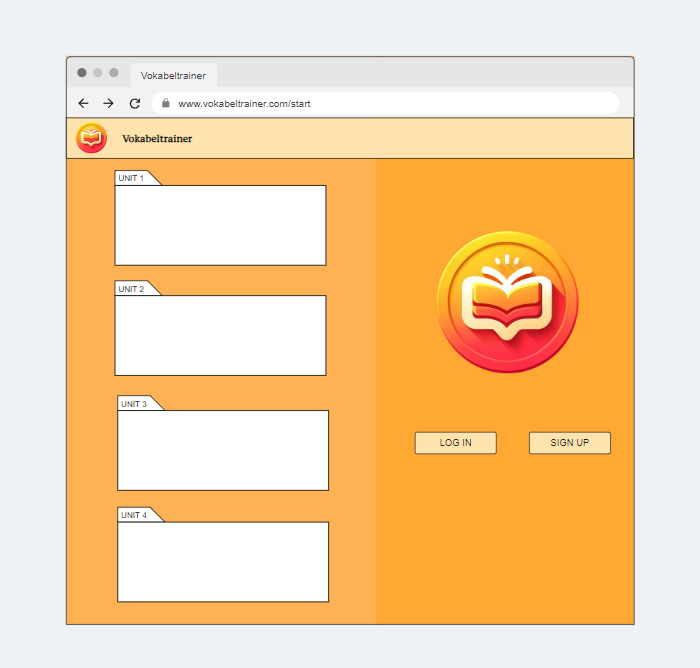 Vokabeltrainer
www.vokabeltrainer.com/start
Vokabeltrainer
UNIT 1
UNIT 2
UNIT 3
UNIT 4
LOG IN
SIGN UP